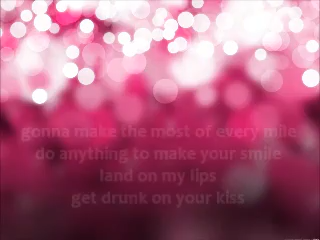 gonna make the most of every mile
do anything to make your smile
land on my lips
get drunk on your kiss